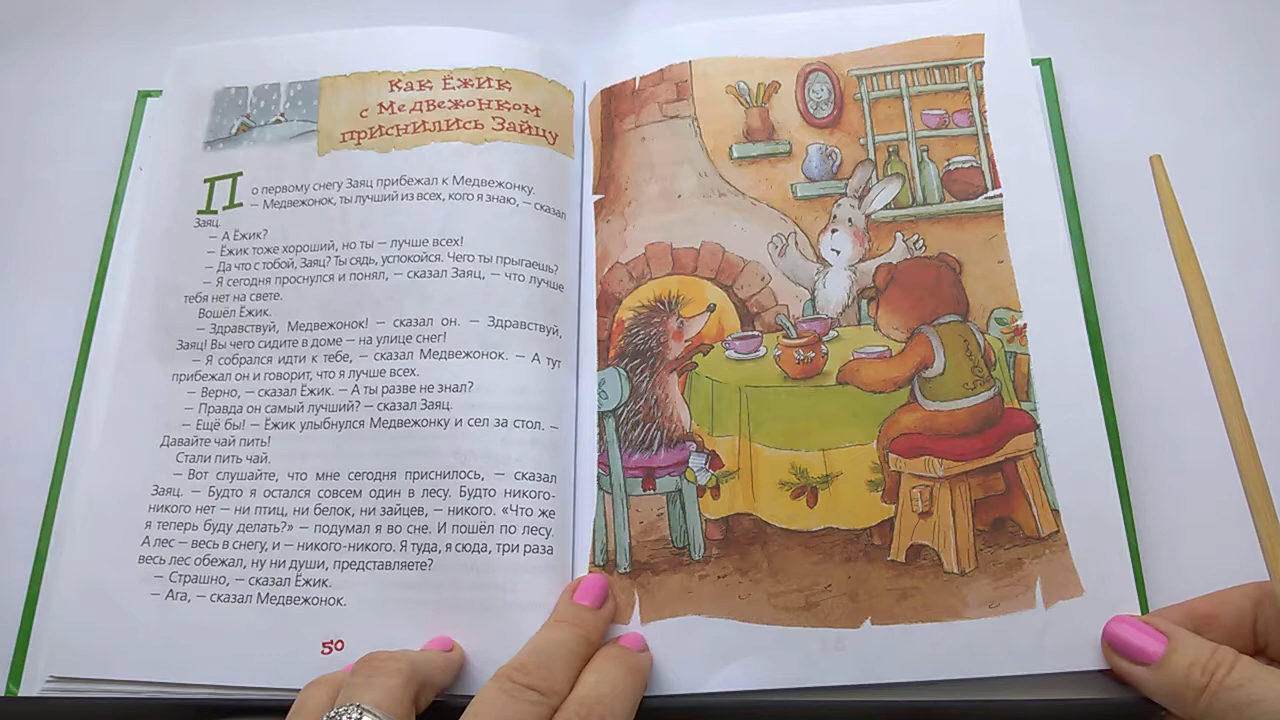 Как Ёжик
с Медвежонком
приснились Зайцу
По первому снегу Заяц прибежал к Медвежонку.
— Медвежонок, ты лучший из всех, кого я знаю, — сказал
Заяц.
— А Ёжик?
— Ёжик тоже хороший, но ты — лучше всех!
— Да что с тобой, Заяц? Ты сядь, успокойся. Чего ты прыгаешь?
— Я сегодня проснулся и понял, — сказал Заяц, — что лучше
тебя нет на свете.
Вошёл Ёжик.
— Здравствуй, Медвежонок! — сказал он. — Здравствуй,
Заяц! Вы чего сидите в доме — на улице снег!
— Я собрался идти к тебе, — сказал Медвежонок. — А тут
прибежал он и говорит, что я лучше всех.
— Верно, — сказал Ёжик. — А ты разве не знал?
— Правда он самый лучший? — сказал Заяц.
— Ещё бы! — Ёжик улыбнулся Медвежонку и сел за стол. —
Давайте чай пить!
Стали пить чай.
— Вот слушайте, что мне сегодня приснилось, — сказал
Заяц. — Будто я остался совсем один в лесу. Будто никого-
никого нет — ни птиц, ни белок, ни зайцев, — никого. «Что же
я теперь буду делать?» — подумал я во сне. И пошёл по лесу.
А лес — весь в снегу, и — никого-никого. Я туда, я сюда, три раза
весь лес обежал, ну ни души, представляете?
— Страшно, — сказал Ёжик.
— Ага, — сказал Медвежонок.
50